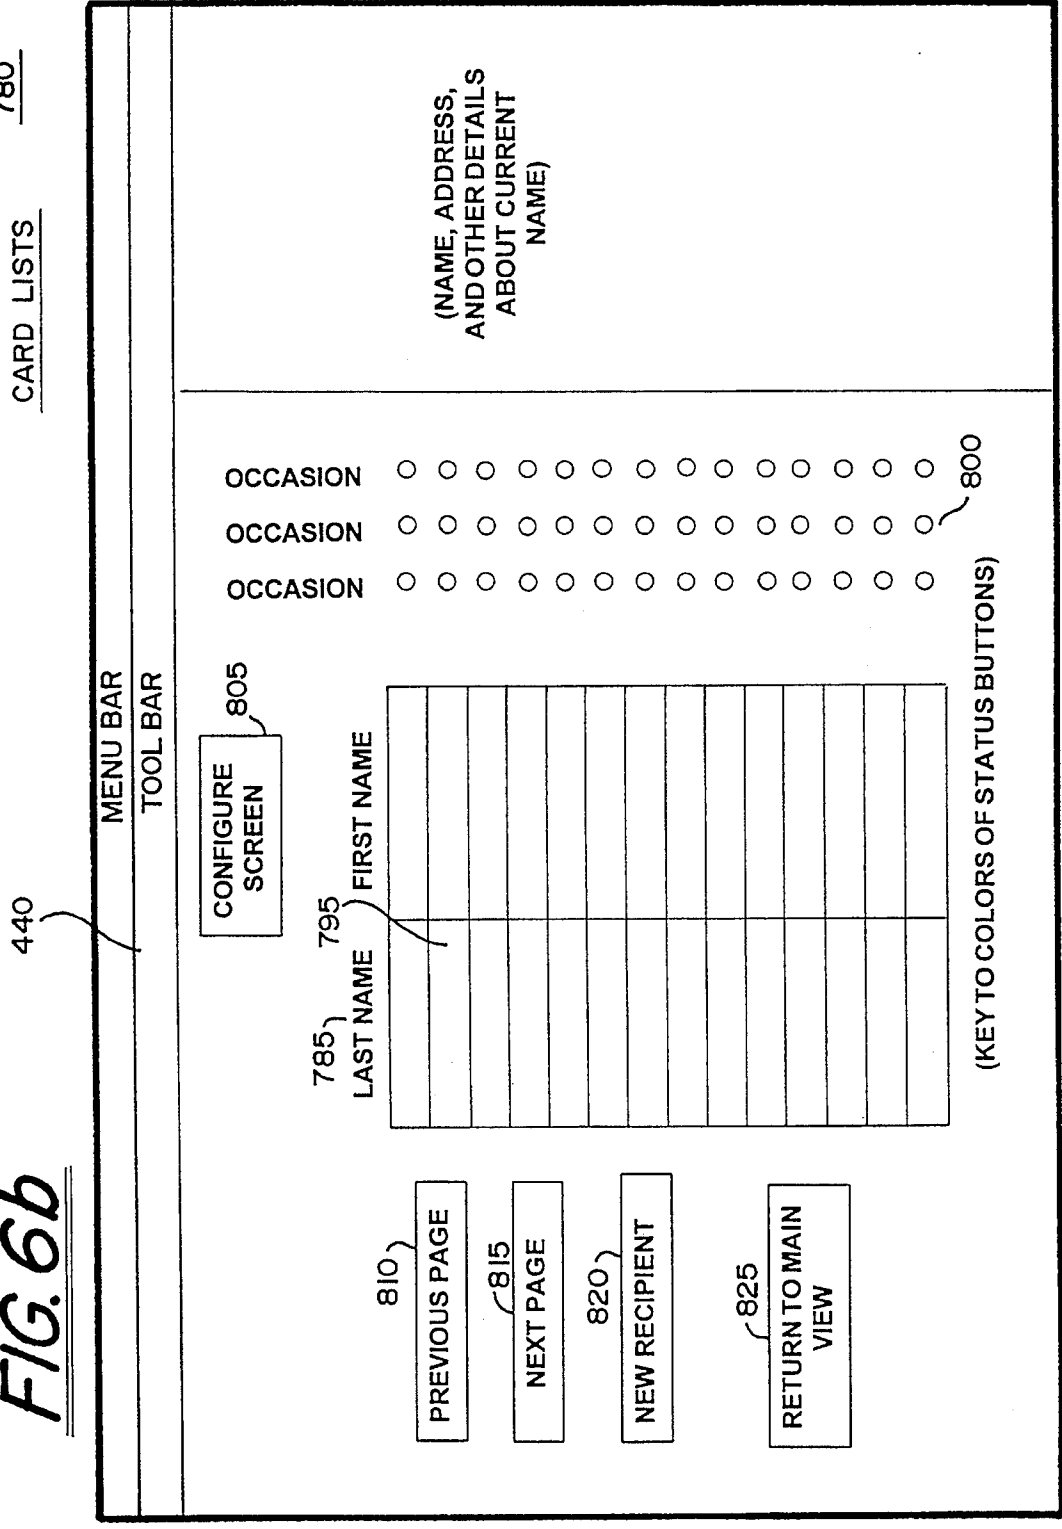 FIG. 6b
440
CARD LISTS
780
MENU BAR
TOOL BAR
CONFIGURE
SCREEN
805
785
LAST NAME
795
FIRST NAME
OCCASION
OCCASION
OCCASION
810
PREVIOUS PAGE
815
NEXT PAGE
820
NEW RECIPIENT
825
RETURN TO MAIN
VIEW
(NAME, ADDRESS,
AND OTHER DETAILS
ABOUT CURRENT
NAME)
800
(KEY TO COLORS OF STATUS BUTTONS)